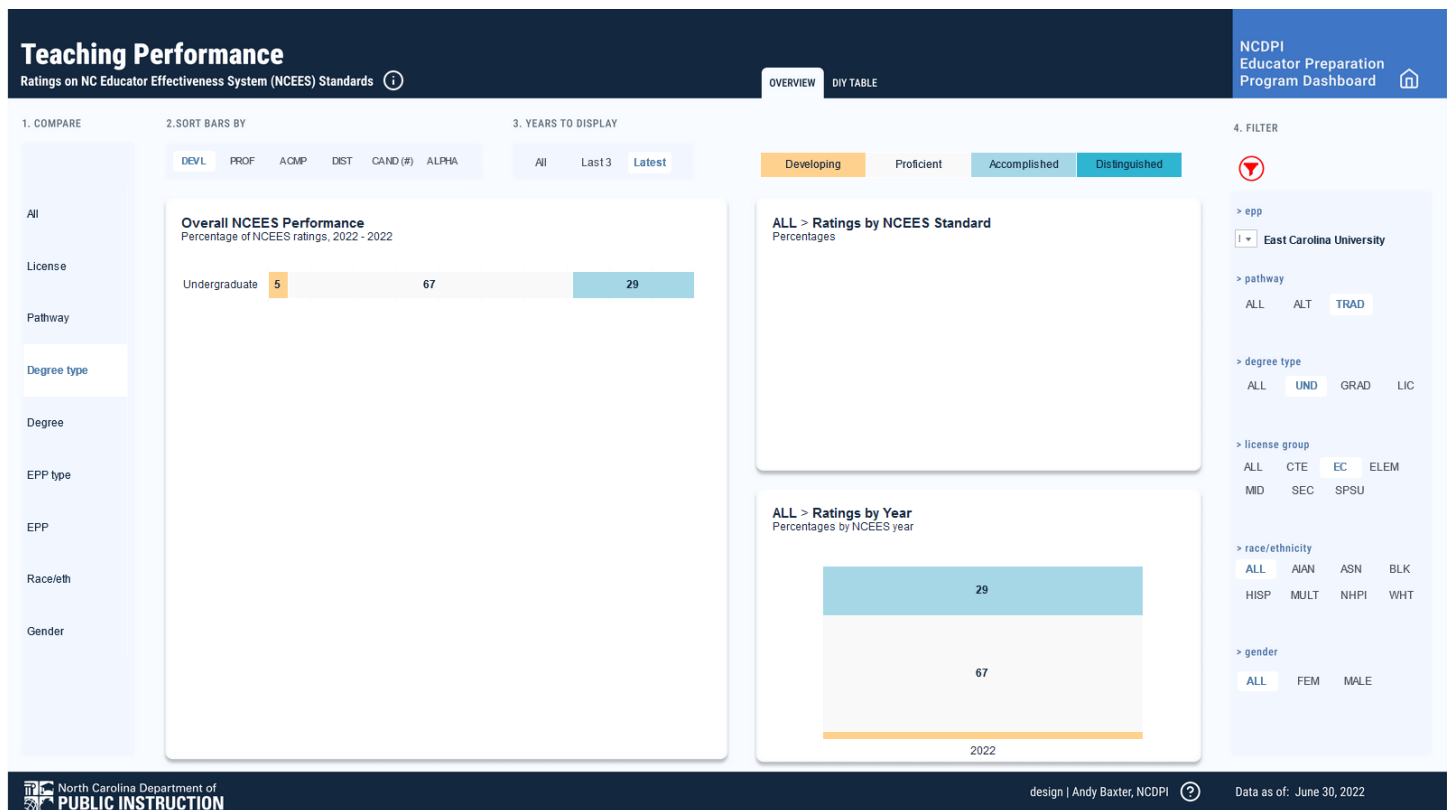 Teaching Performance
Ratings on NC Educator Effectiveness System (NCEES) Standards
OVERVIEW
DIY TABLE
NCDPI
Educator Preparation
Program Dashboard
1. COMPARE
All
License
Pathway
Degree type
Degree
EPP type
EPP
Race/eth
Gender
2.SORT BARS BY
DEVL PROF ACMP DIST CAND (#) ALPHA
3. YEARS TO DISPLAY
All Last 3 Latest
Developing Proficient Accomplished Distinguished
Overall NCEES Performance
Percentage of NCEES ratings, 2022 - 2022
Undergraduate 5 67 29
ALL > Ratings by NCEES Standard
Percentages
ALL > Ratings by Year
Percentages by NCEES year
29
67
2022
4. FILTER
> epp
East Carolina University
> pathway
ALL ALT TRAD
> degree type
ALL UND GRAD LIC
> license group
ALL CTE EC ELEM
MID SEC SPSU
> race/ethnicity
ALL AIAN ASN BLK
HISP MULT NHPI WHT
> gender
ALL FEM MALE
North Carolina Department of
PUBLIC INSTRUCTION
design | Andy Baxter, NCDPI ?
Data as of: June 30, 2022